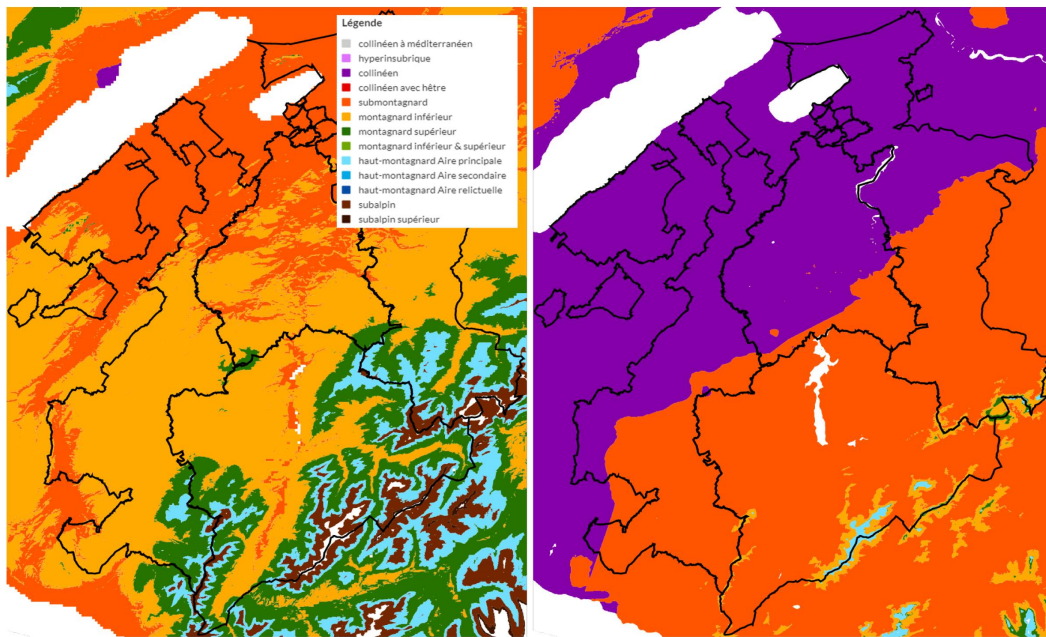 Légende
collinéen à méditerranéen
hyperinsubrique
collinéen
collinéen avec hêtre
submontagnard
montagnard inférieur
montagnard supérieur
montagnard inférieur & supérieur
haut-montagnard Aire principale
haut-montagnard Aire secondaire
haut-montagnard Aire relictuelle
subalpin
subalpin supérieur